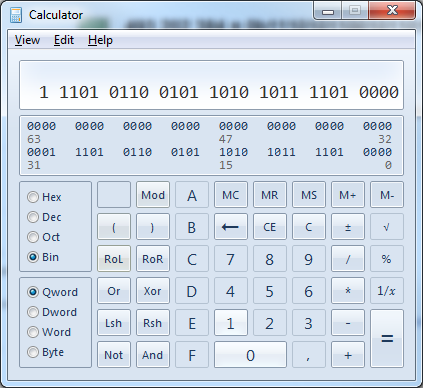 Calculator
View Edit Help
1 1101 0110 0101 1010 1011 1101 0000
0000 0000 0000 0000 0000 0000 0000 0000
63 47 32
0001 1101 0110 0101 1010 1011 1101 0000
31 15 0
Hex Mod A MC MR MS M+ M-
Dec
Oct ( ) B ← CE C ± √
Bin RoL RoR C 7 8 9 / %
Qword Or Xor D 4 5 6 * 1/x
Dword
Word Lsh Rsh E 1 2 3 - =
Byte Not And F 0 , +